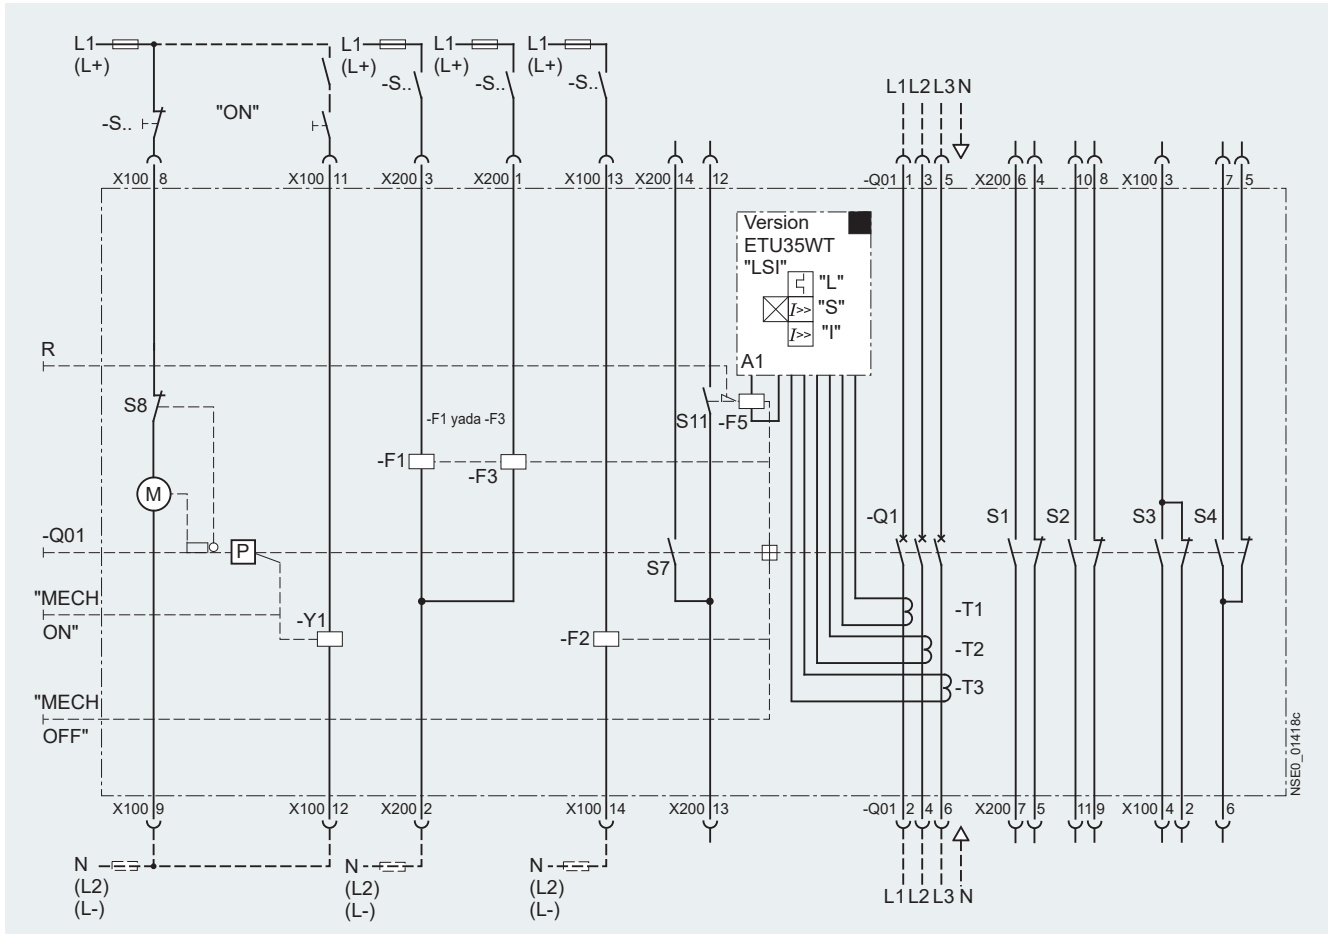 L1 L1 L1 L1
(L+) (L+) (L+) (L+)
-S.. -S.. -S..
L1 L2 L3 N
-S.. "ON"
X100 8 X100 11 X200 3 X200 1 X100 13 X200 14 12 -Q01 1 3 5 X200 6 4 10 8 X100 3 7 5
Version
ETU35WT
"LSI"
"L"
I>> "S"
I>> "I"
A1
R
S8
-F1 yada -F3
S11 -F5
-F1
-F3
M
-Q1 S1 S2 S3 S4
-Q01
P
S7
"MECH
ON"
-Y1
-F2
-T1
-T2
-T3
"MECH
OFF"
NSE0_01418c
X100 9 X100 12 X200 2 X100 14 X200 13 -Q01 2 4 6 X200 7 5 11 9 X100 4 2 6
N N N
(L2) (L2) (L2)
(L-) (L-) (L-)
L1 L2 L3 N